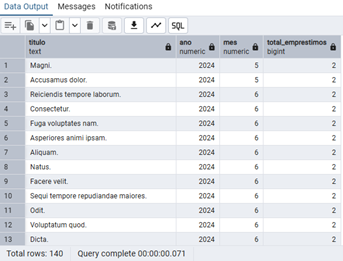 Data Output Messages Notifications
SQL
titulo text ano numeric mes numeric total_emprestimos bigint
1 Magni. 2024 5 2
2 Accusamus dolor. 2024 5 2
3 Reiciendis tempore laborum. 2024 6 2
4 Consectetur. 2024 6 2
5 Fuga voluptates nam. 2024 6 2
6 Asperiores animi ipsam. 2024 6 2
7 Aliquam. 2024 6 2
8 Natus. 2024 6 2
9 Facere velit. 2024 6 2
10 Sequi tempore repudiandae maiores. 2024 6 2
11 Odit. 2024 6 2
12 Voluptatum quod. 2024 6 2
13 Dicta. 2024 6 2
Total rows: 140 Query complete 00:00:00.071